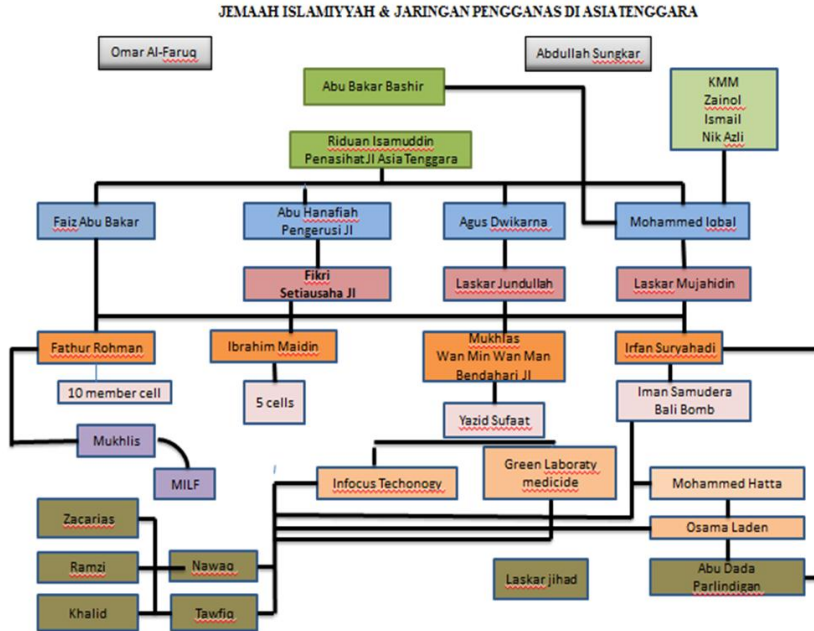 JEMAAH ISLAMIYYAH & JARINGAN PENGGANAS DI ASIA TENGGARA
Omar Al-Faruq
Abdullah Sungkar
Abu Bakar Bashir
KMM
Zainol
Ismail
Nik Azli
Riduan Isamuddin
Penasihat JI Asia Tenggara
Faiz Abu Bakar
Abu Hanafiah
Pengerusi JI
Agus Dwikarna
Mohammed Iqbal
Fikri
Setiausaha JI
Laskar Jundullah
Laskar Mujahidin
Fathur Rohman
Ibrahim Maidin
Mukhlas
Wan Min Wan Man
Bendahari JI
Irfan Suryahadi
10 member cell
5 cells
Yazid Sufaat
Iman Samudera
Bali Bomb
Mukhlis
MILF
Infocus Techonogy
Green Laboraty
medicide
Mohammed Hatta
Zacarias
Osama Laden
Ramzi
Nawaq
Laskar jihad
Abu Dada
Parlindigan
Khalid
Tawfiq